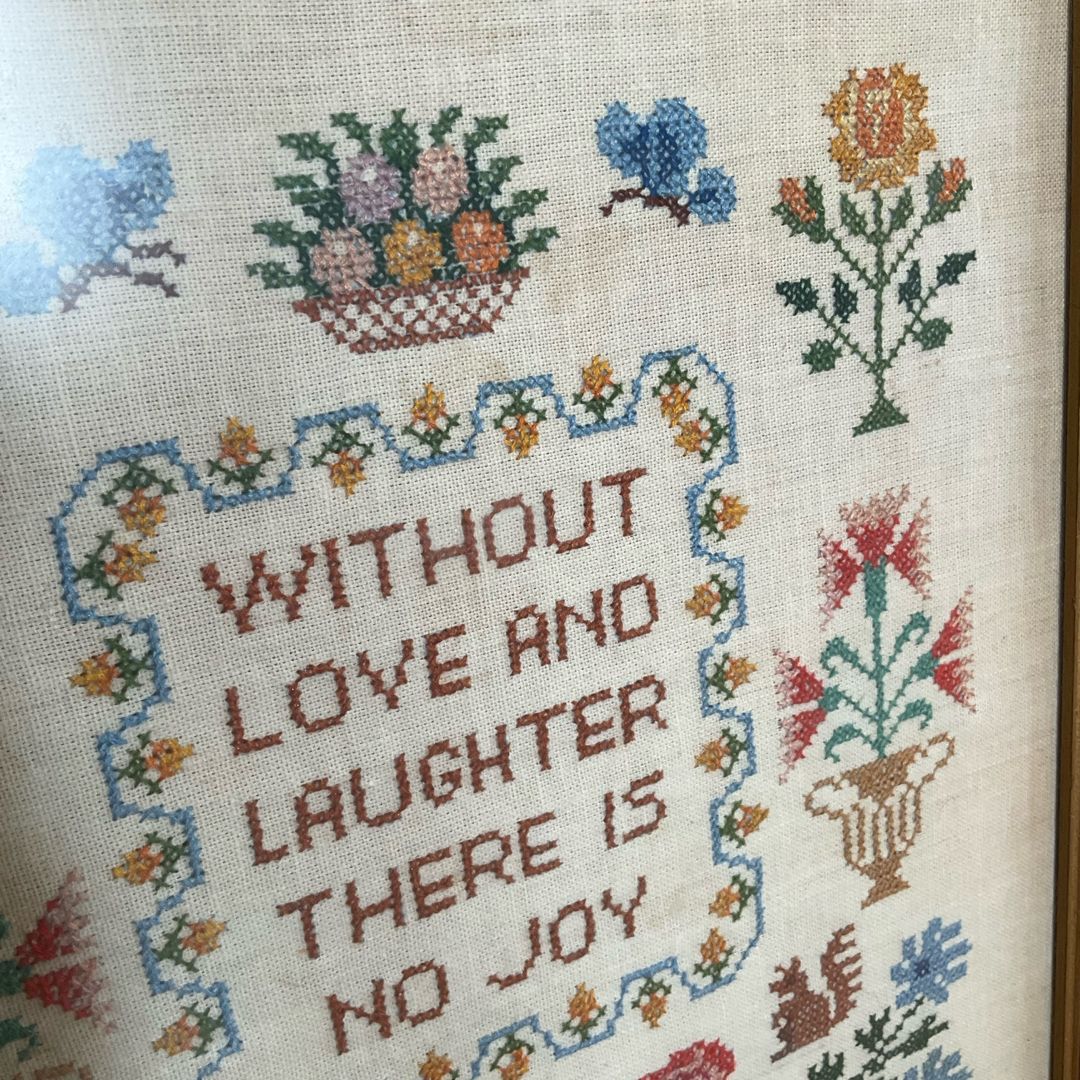 WITHOUT
LOVE AND
LAUGHTER
THERE IS
NO JOY